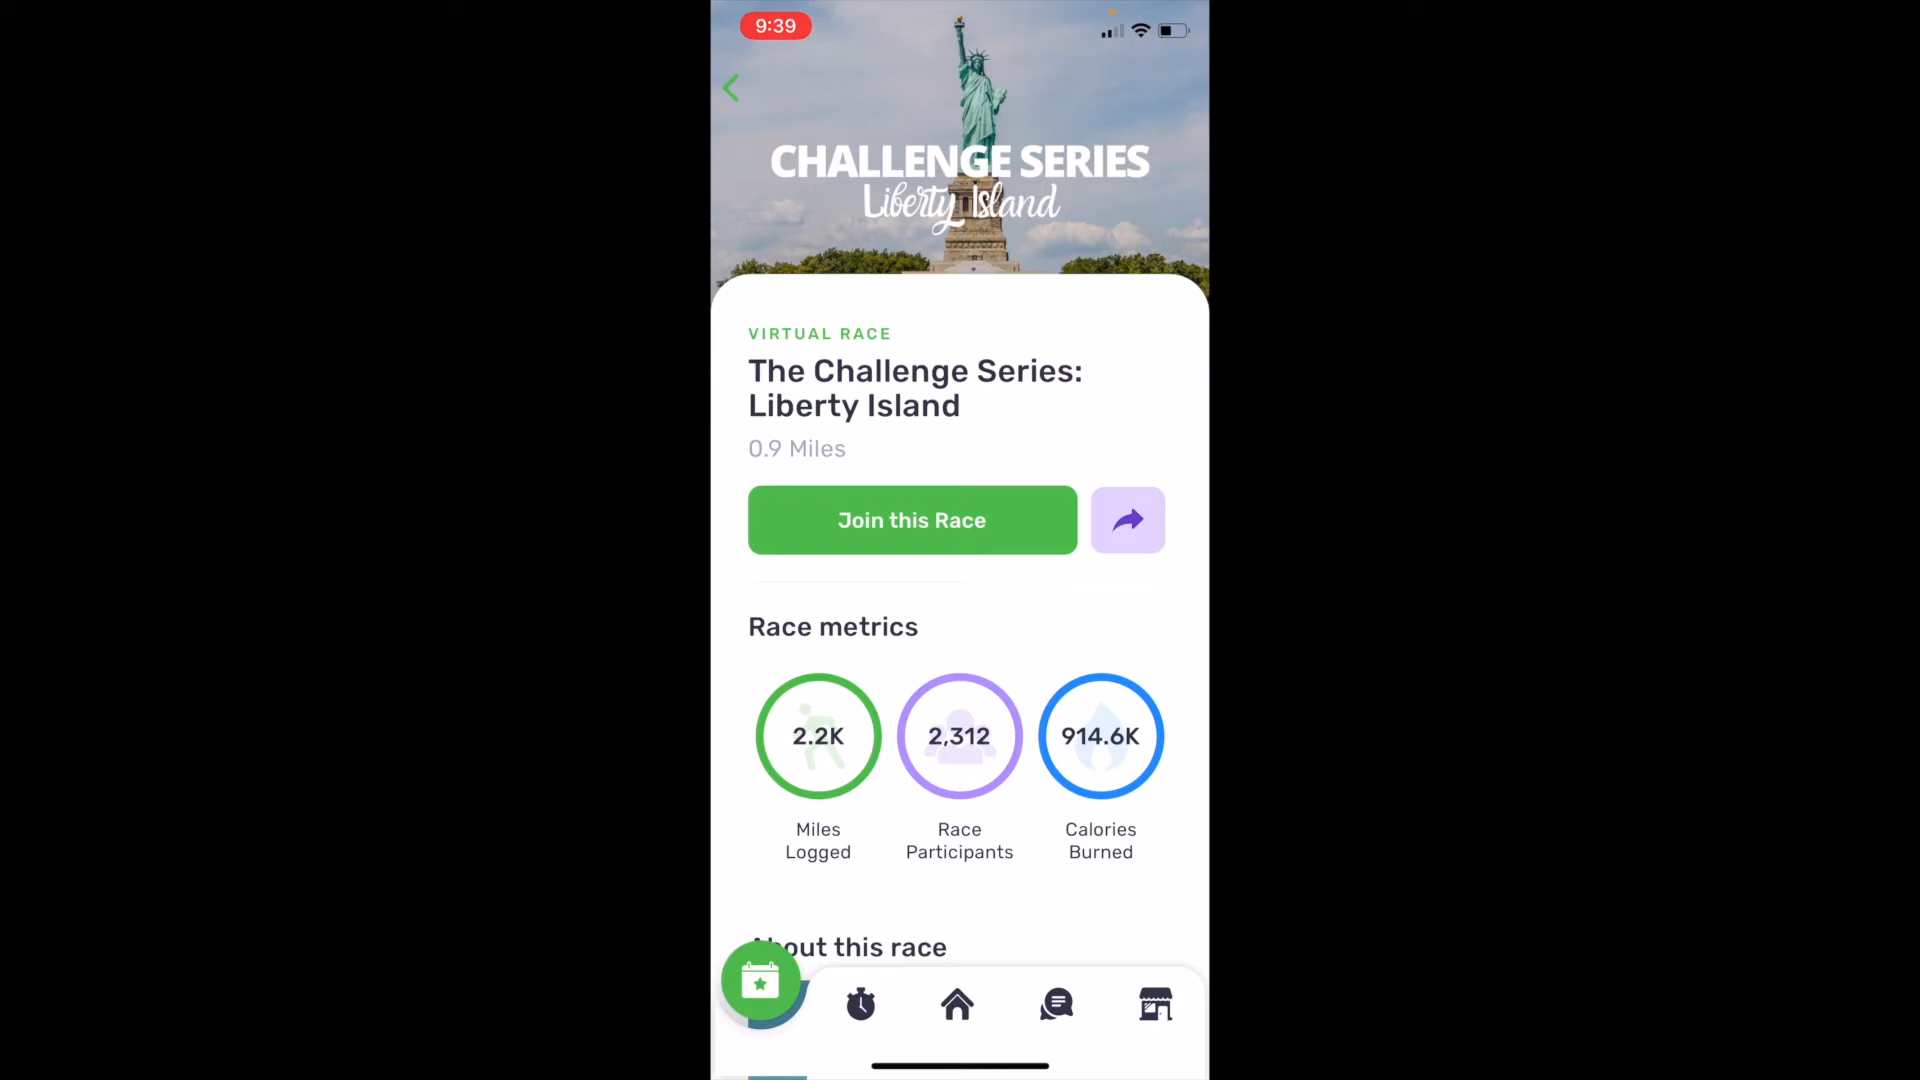 9:39
CHALLENGE SERIES
Liberty Island
VIRTUAL RACE
The Challenge Series:
Liberty Island
0.9 Miles
Join this Race
Race metrics
2.2K
2,312
914.6K
Miles
Logged
Race
Participants
Calories
Burned
About this race